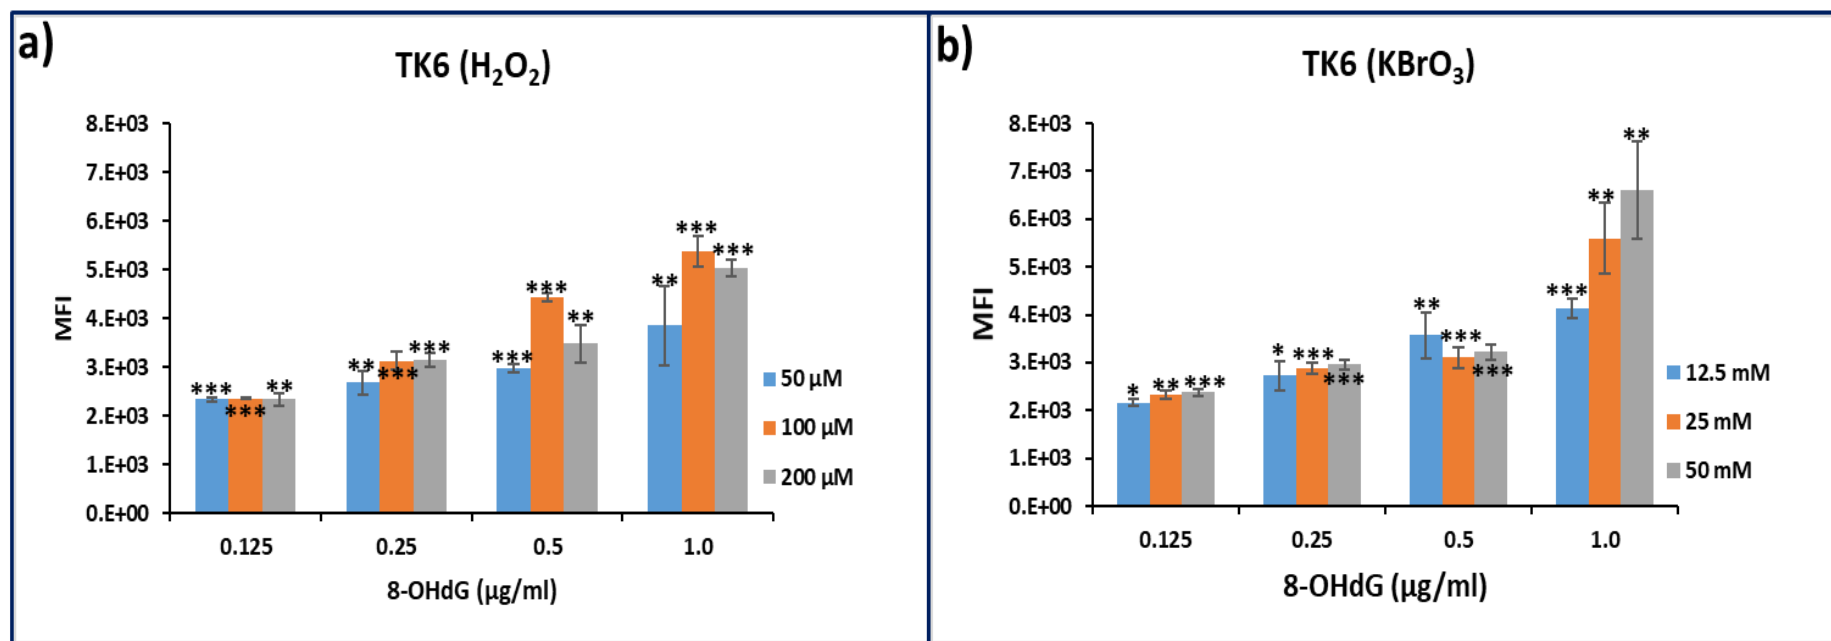 a)
TK6 (H₂O₂)
8.E+03
7.E+03
6.E+03
5.E+03
4.E+03
3.E+03
2.E+03
1.E+03
0.E+00
MFI
***
***
**
**
***
***
***
***
**
**
***
***
0.125 0.25 0.5 1.0
8-OHdG (µg/ml)
50 µM
100 µM
200 µM
b)
TK6 (KBrO₃)
8.E+03
7.E+03
6.E+03
5.E+03
4.E+03
3.E+03
2.E+03
1.E+03
0.E+00
MFI
*
**
***
*
***
***
**
***
***
***
**
**
0.125 0.25 0.5 1.0
8-OHdG (µg/ml)
12.5 mM
25 mM
50 mM